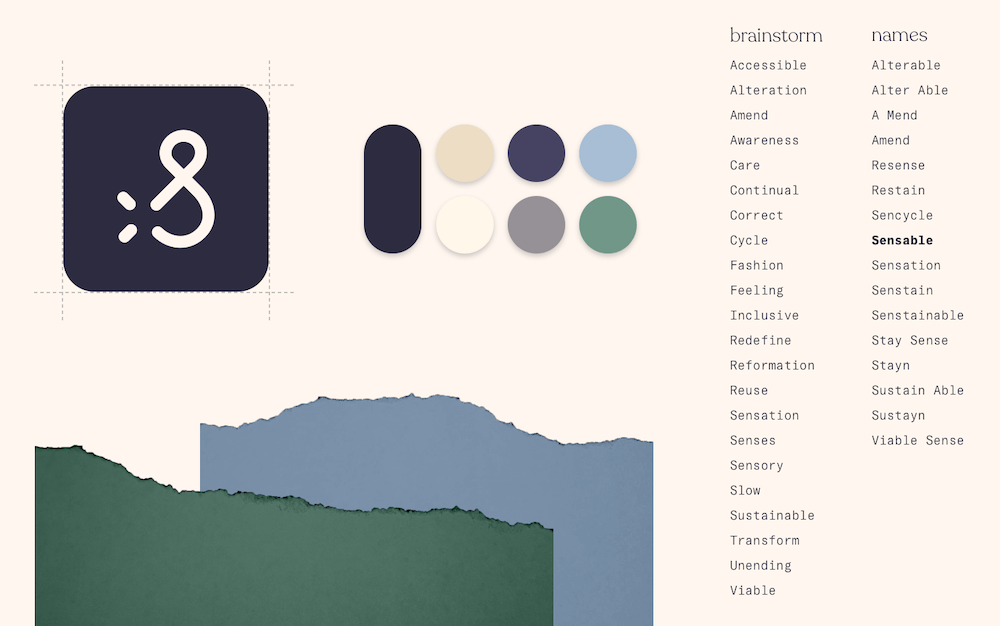 brainstorm
Accessible
Alteration
Amend
Awareness
Care
Continual
Correct
Cycle
Fashion
Feeling
Inclusive
Redefine
Reformation
Reuse
Sensation
Senses
Sensory
Slow
Sustainable
Transform
Unending
Viable
names
Alterable
Alter Able
A Mend
Amend
Resense
Restain
Sencycle
Sensable
Sensation
Senstain
Senstainable
Stay Sense
Stayn
Sustain Able
Sustayn
Viable Sense